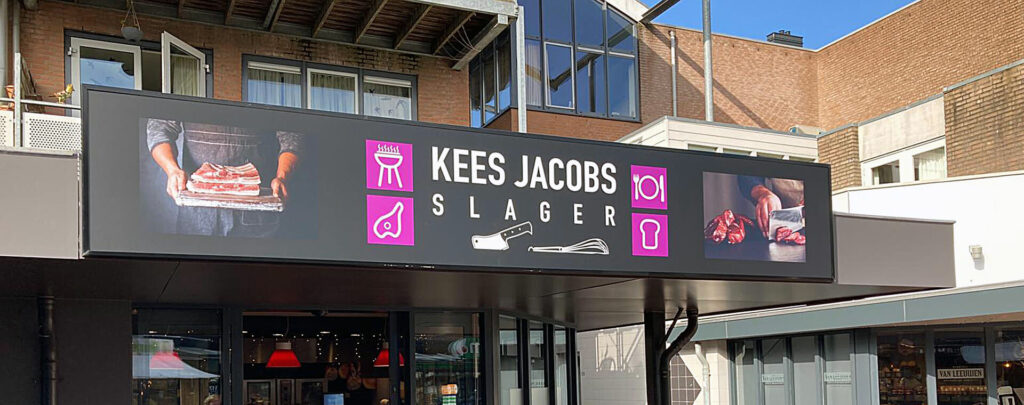 KEES JACOBS
SLAGER
VAN LEEUWEN